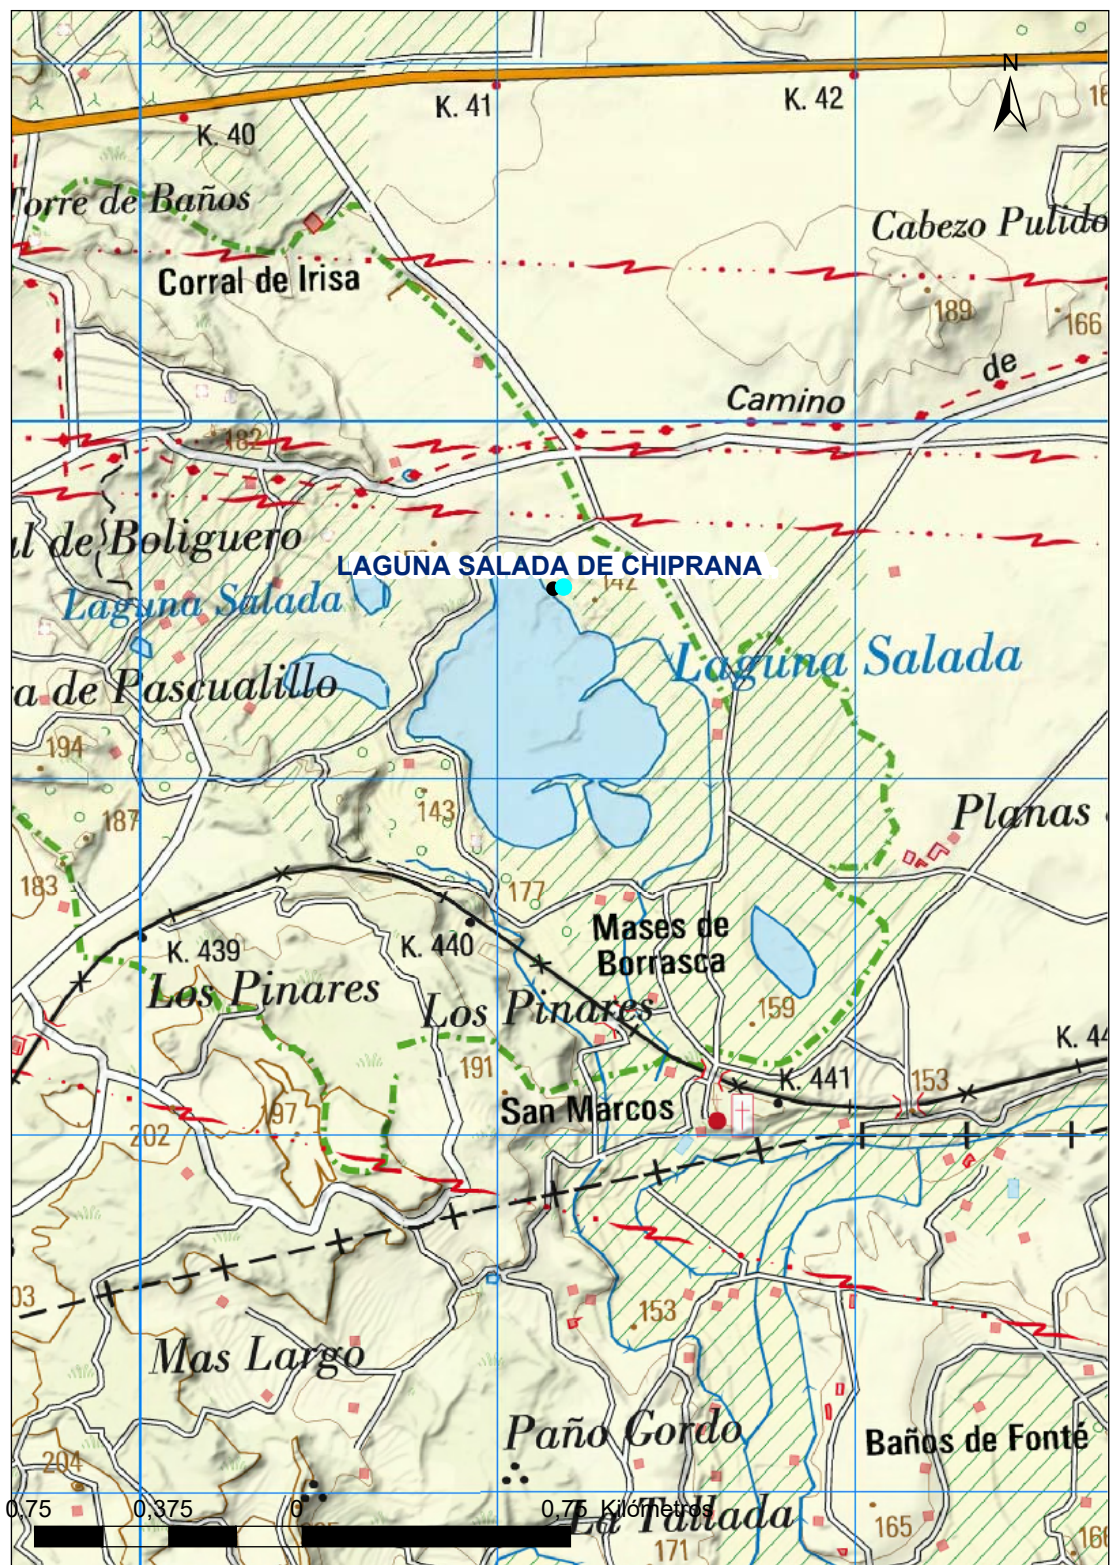 N
K. 41
K. 42
K. 40
Torre de Baños
Cabezo Pulido
Corral de Irisa
189
166
de
Camino
182
al de Boliguero
LAGUNA SALADA DE CHIPRANA
142
Laguna Salada
Laguna Salada
ra de Pascualillo
194
143
187
Planas
183
177
Mases de
Borrasca
K. 439
K. 440
Los Pinares
Los Pinares
159
K. 44
191
K. 441
153
San Marcos
197
202
03
153
Mas Largo
Paño Gordo
Baños de Fonté
204
0,75 0,375 0 0,75 Kilómetros
La Tallada
165
171